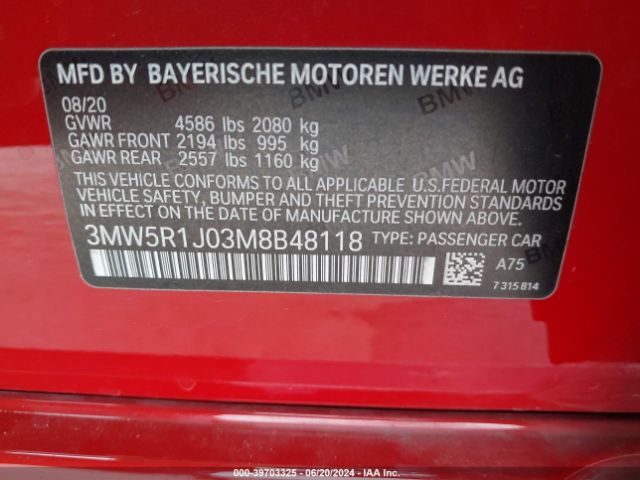 MFD BY BAYERISCHE MOTOREN WERKE AG
08/20
GVWR 4586 lbs 2080 kg
GAWR FRONT 2194 lbs 995 kg
GAWR REAR 2557 lbs 1160 kg
THIS VEHICLE CONFORMS TO ALL APPLICABLE U.S.FEDERAL MOTOR
VEHICLE SAFETY, BUMPER AND THEFT PREVENTION STANDARDS
IN EFFECT ON THE DATE OF MANUFACTURE SHOWN ABOVE.
3MW5R1J03M8B48118 TYPE: PASSENGER CAR
A75
7315814
000-39703325 - 06/20/2024 - IAA Inc.